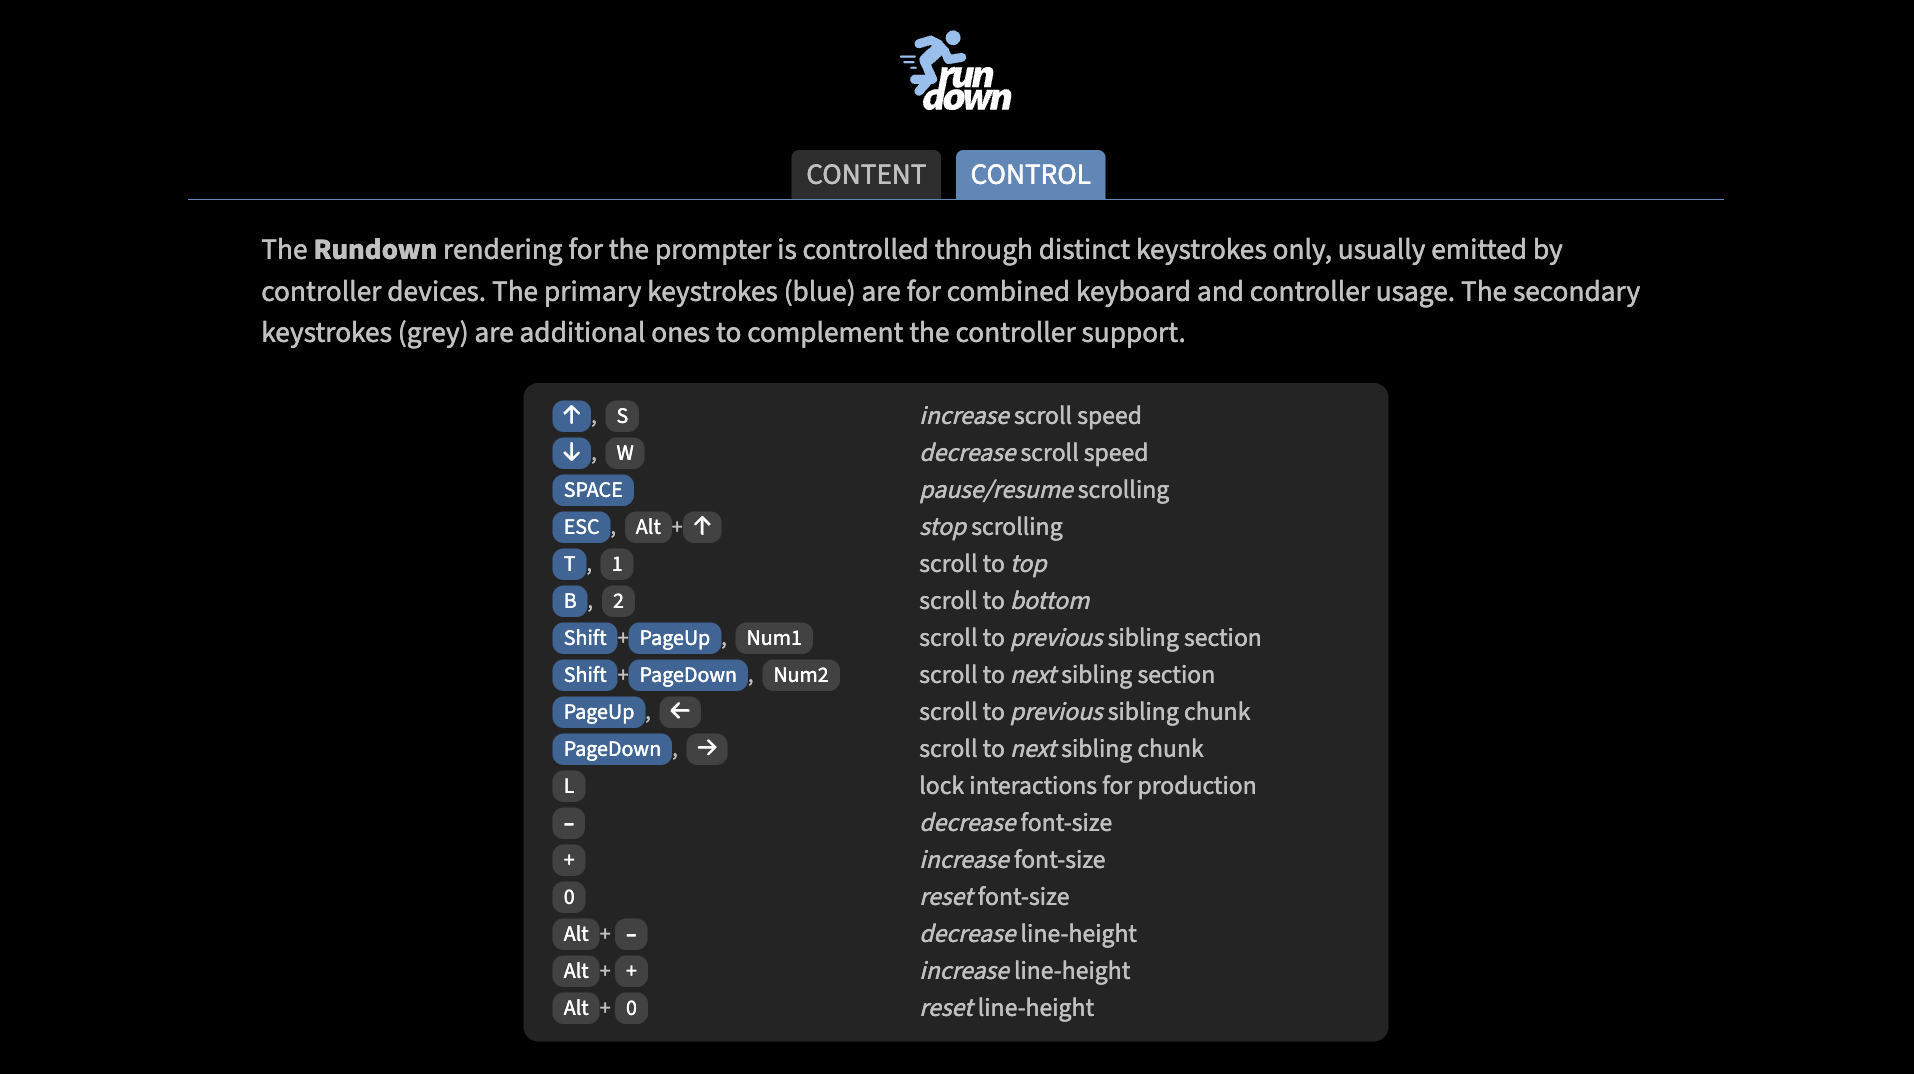 run
down
CONTENT CONTROL
The Rundown rendering for the prompter is controlled through distinct keystrokes only, usually emitted by
controller devices. The primary keystrokes (blue) are for combined keyboard and controller usage. The secondary
keystrokes (grey) are additional ones to complement the controller support.
↑, S increase scroll speed
↓, W decrease scroll speed
SPACE pause/resume scrolling
ESC, Alt+↑ stop scrolling
T, 1 scroll to top
B, 2 scroll to bottom
Shift+PageUp, Num1 scroll to previous sibling section
Shift+PageDown, Num2 scroll to next sibling section
PageUp, ← scroll to previous sibling chunk
PageDown, → scroll to next sibling chunk
L lock interactions for production
- decrease font-size
+ increase font-size
0 reset font-size
Alt+- decrease line-height
Alt++ increase line-height
Alt+0 reset line-height